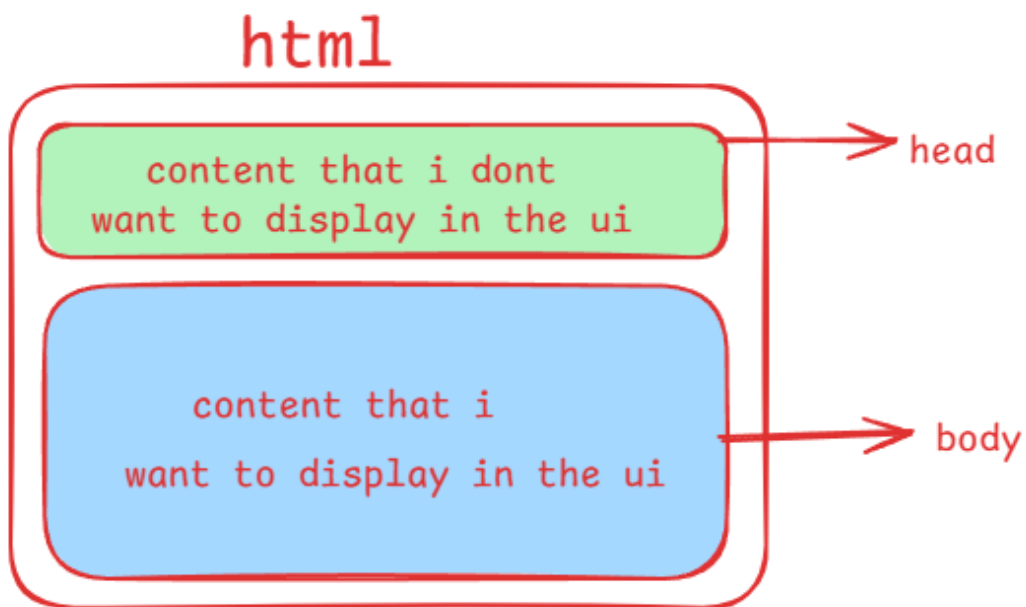 html
content that i dont
want to display in the ui
head
content that i
want to display in the ui
body